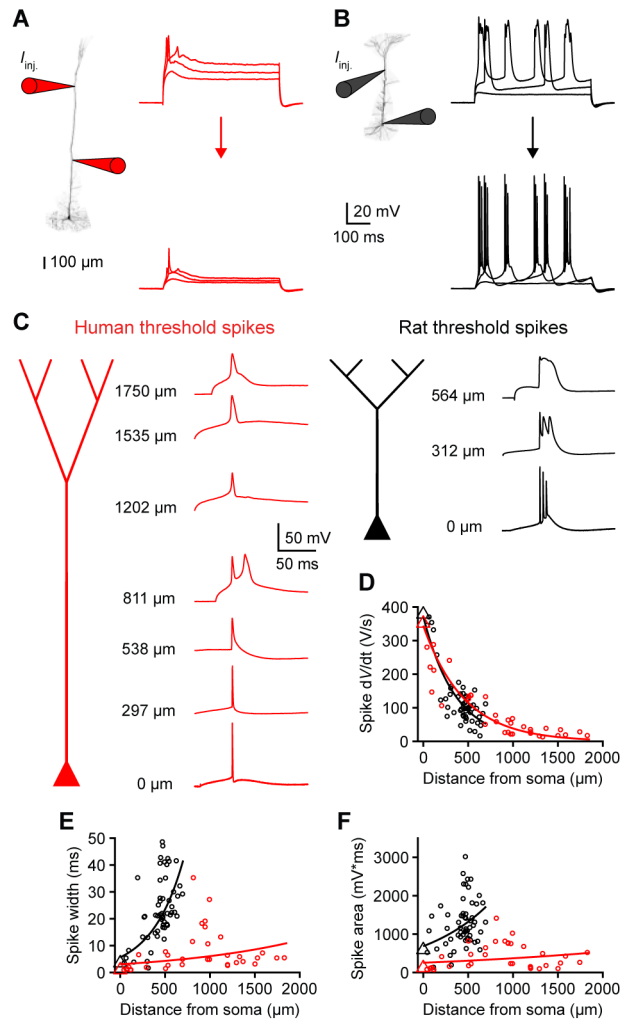 A
I inj.
100 µm
B
I inj.
20 mV
100 ms
C
Human threshold spikes
Rat threshold spikes
1750 µm
1535 µm
1202 µm
811 µm
538 µm
297 µm
0 µm
50 mV
50 ms
564 µm
312 µm
0 µm
D
Spike dV/dt (V/s)
400
300
200
100
0
0 500 1000 1500 2000
Distance from soma (µm)
E
Spike width (ms)
50
40
30
20
10
0
0 500 1000 1500 2000
Distance from soma (µm)
F
Spike area (mV*ms)
3000
2000
1000
0
0 500 1000 1500 2000
Distance from soma (µm)